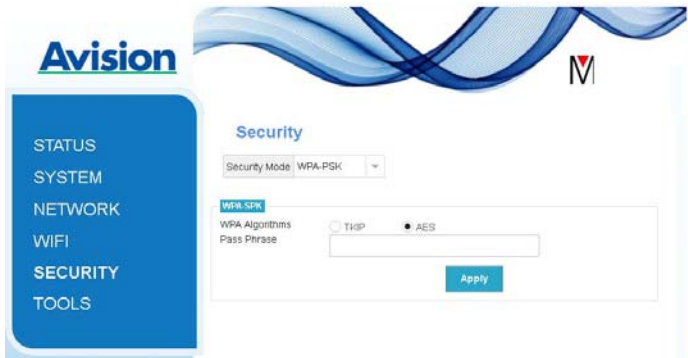 Avision
M
STATUS
SYSTEM
NETWORK
WIFI
SECURITY
TOOLS
Security
Security Mode WPA-PSK
WPA-SPK
WPA Algorithms TKIP AES
Pass Phrase
Apply